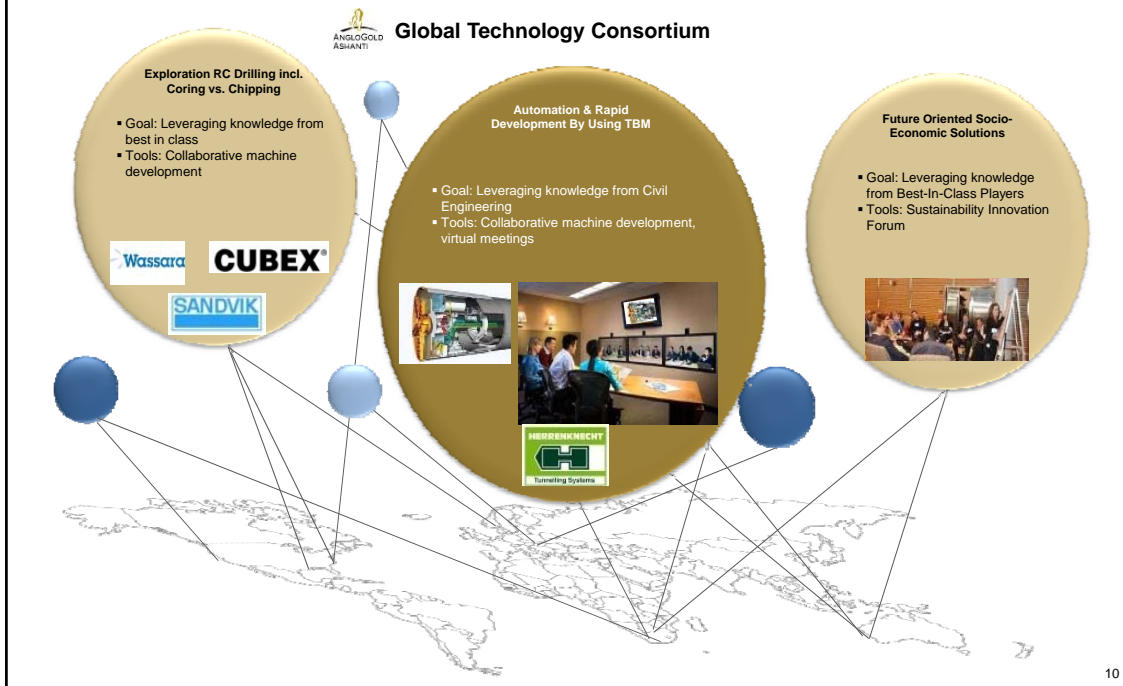 ANGLOGOLD
ASHANTI
Global Technology Consortium
Exploration RC Drilling incl.
Coring vs. Chipping
▪ Goal: Leveraging knowledge from
best in class
▪ Tools: Collaborative machine
development
Wassara
CUBEX®
SANDVIK
Automation & Rapid
Development By Using TBM
▪ Goal: Leveraging knowledge from Civil
Engineering
▪ Tools: Collaborative machine development,
virtual meetings
HERRENKNECHT
Tunnelling Systems
Future Oriented Socio-
Economic Solutions
▪ Goal: Leveraging knowledge
from Best-In-Class Players
▪ Tools: Sustainability Innovation
Forum
10